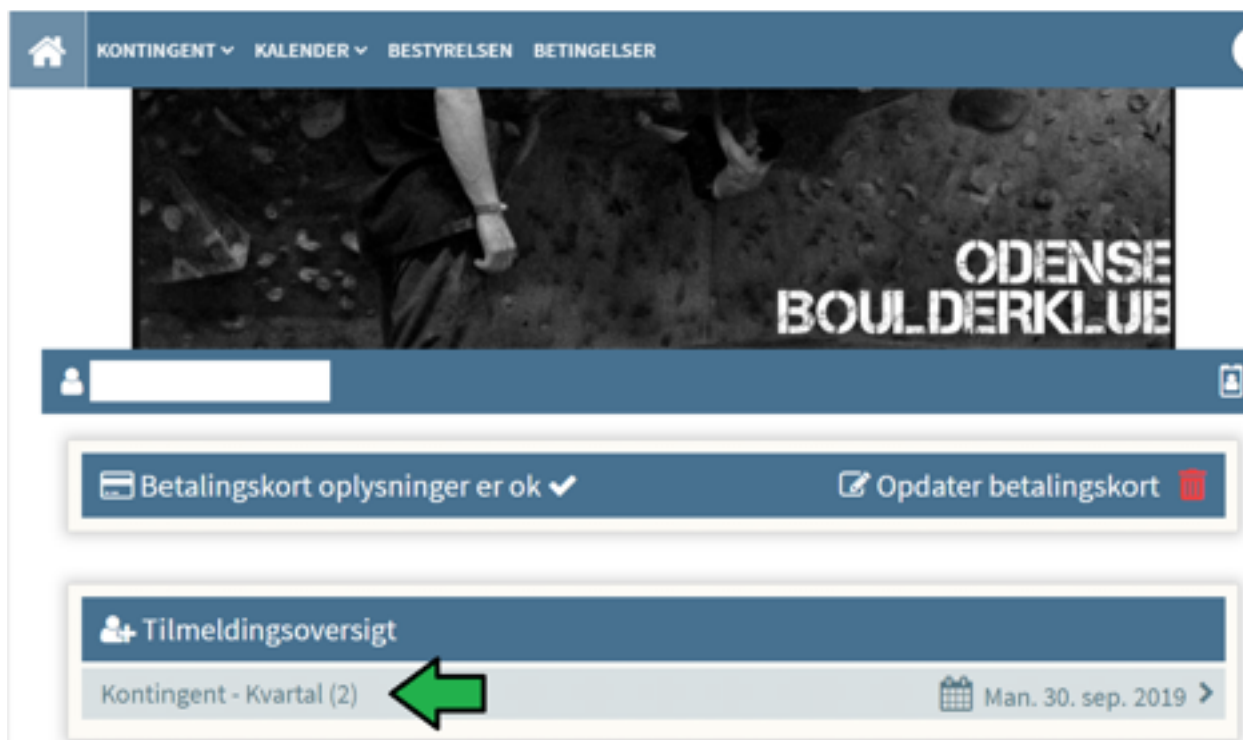 KONTINGENT KALENDER BESTYRELSEN BETINGELSER
ODENSE
BOULDERKLUB
Betalingskort oplysninger er ok Opdater betalingskort
Tilmeldingsoversigt
Kontingent - Kvartal (2) Man. 30. sep. 2019